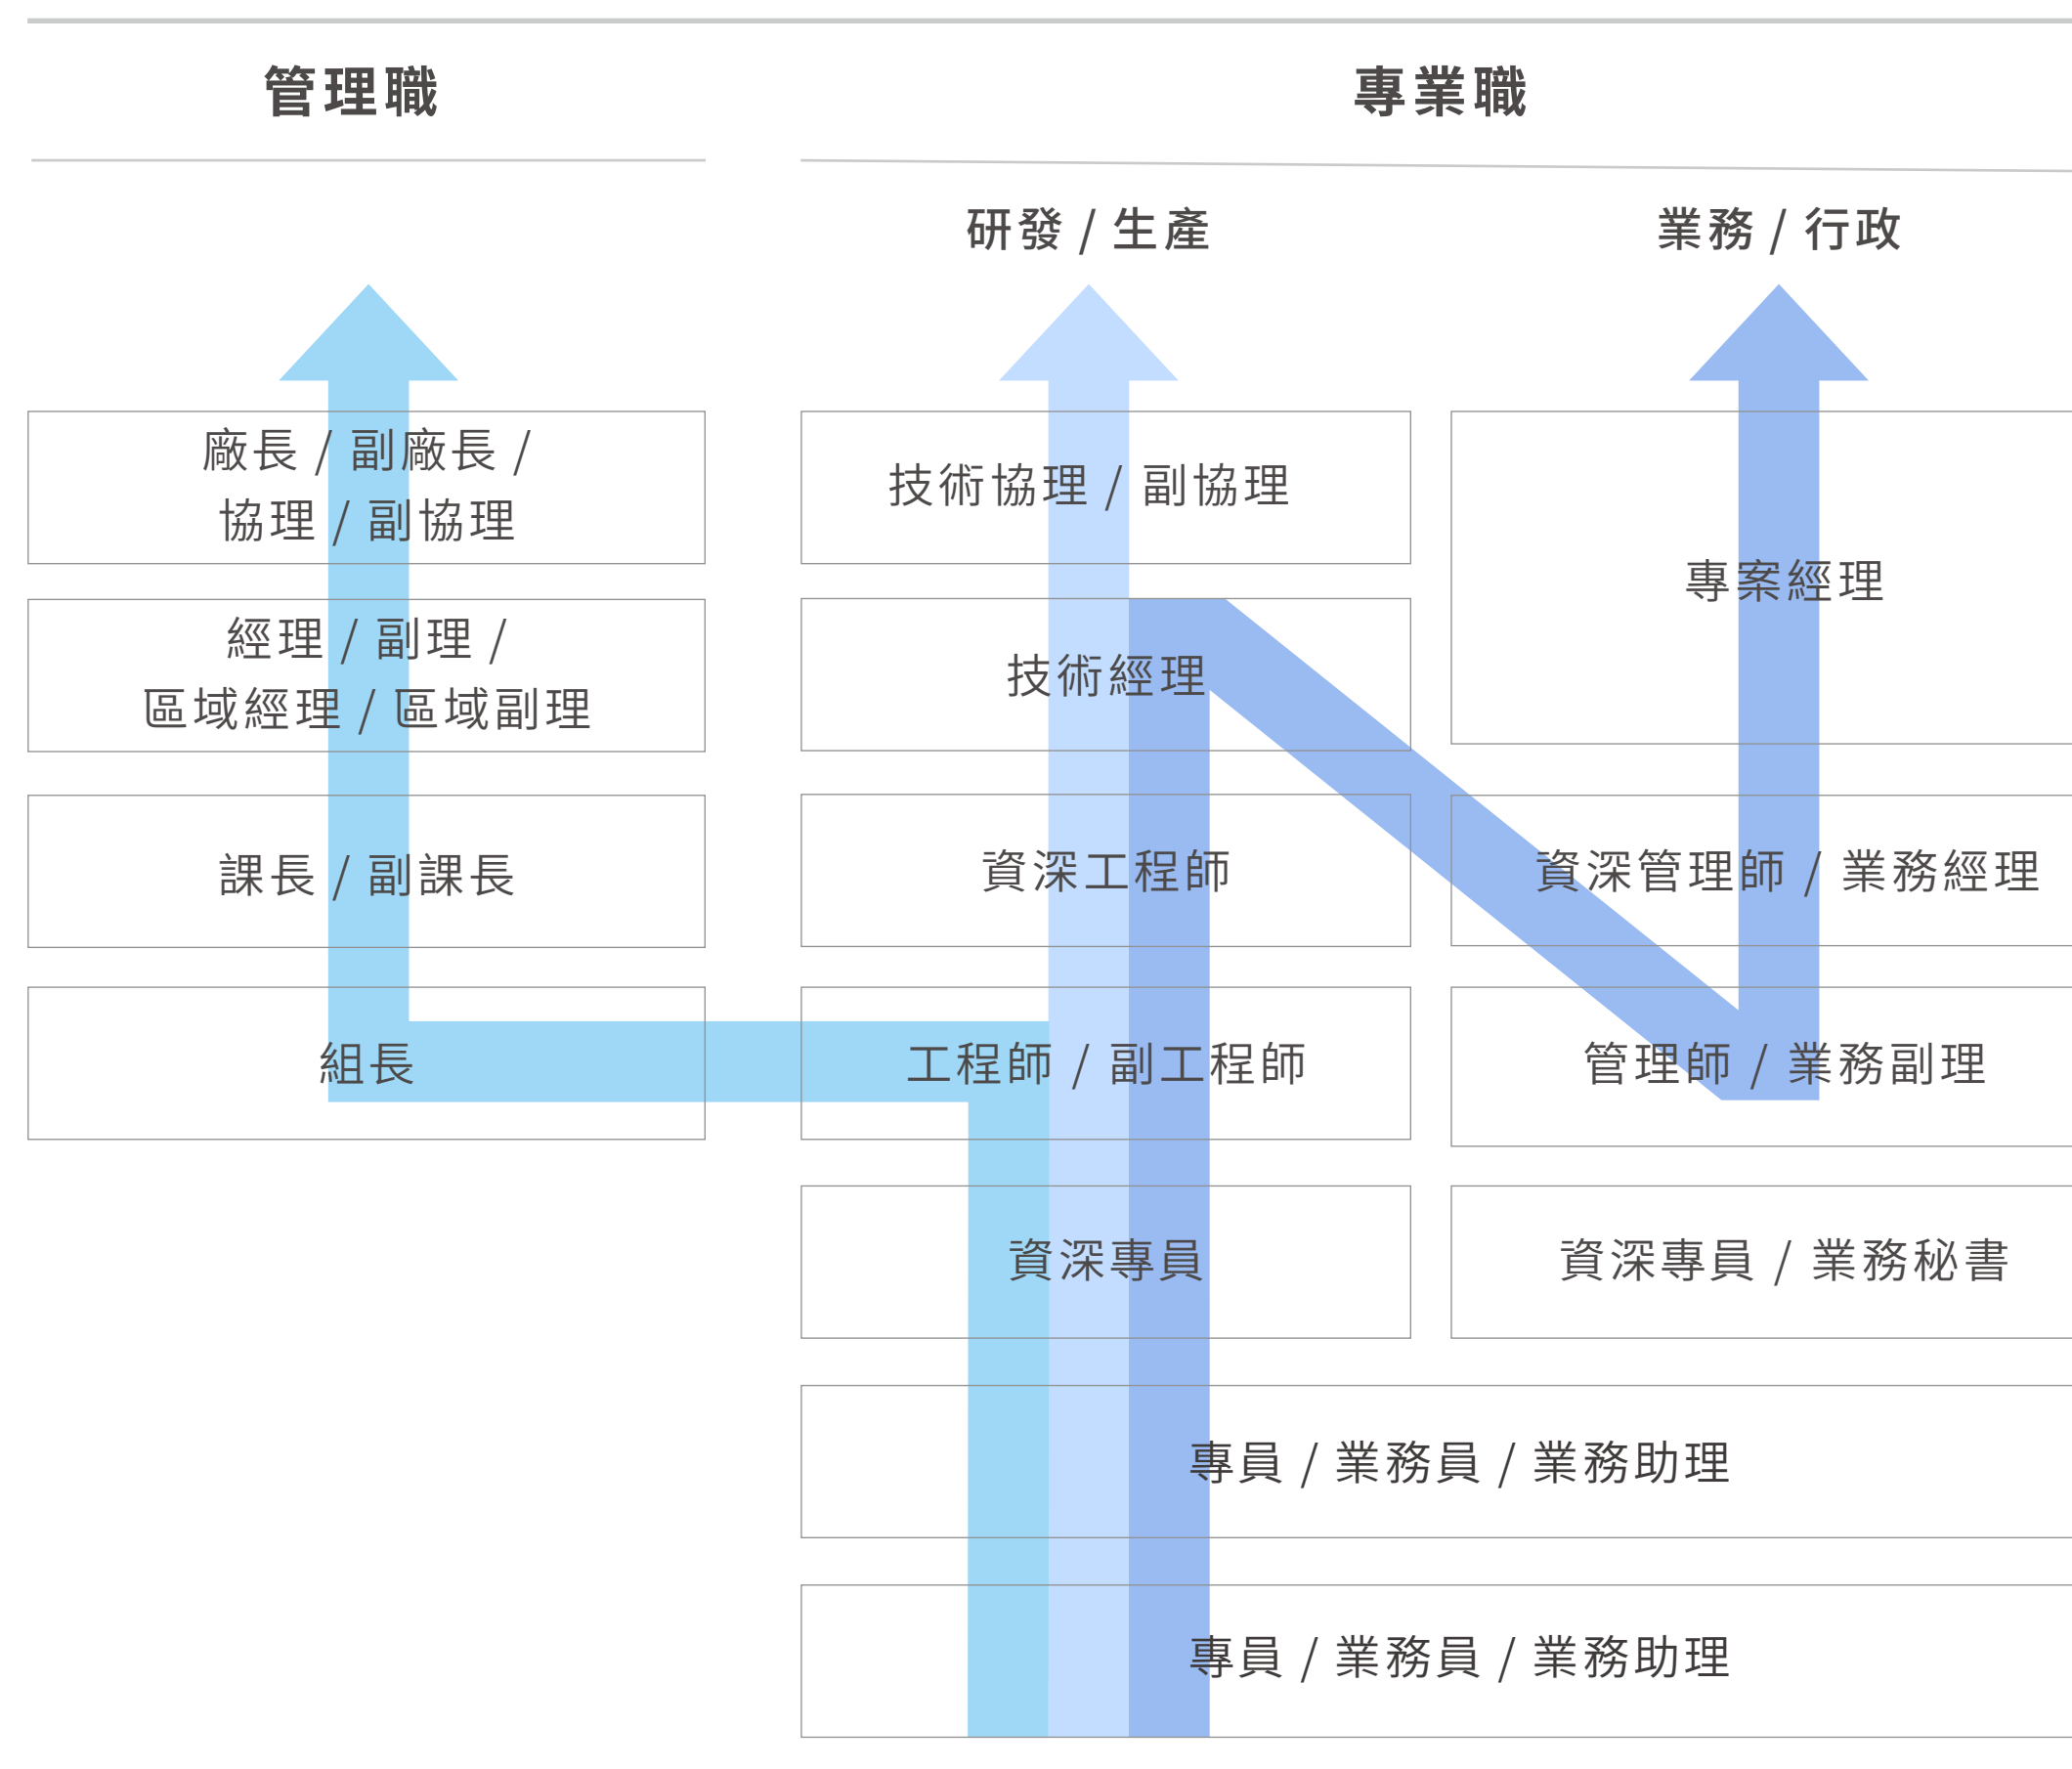 管理職
專業職
研發 / 生產
業務 / 行政
廠長 / 副廠長 /
協理 / 副協理
技術協理 / 副協理
專案經理
經理 / 副理 /
區域經理 / 區域副理
技術經理
課長 / 副課長
資深工程師
資深管理師 / 業務經理
組長
工程師 / 副工程師
管理師 / 業務副理
資深專員
資深專員 / 業務秘書
專員 / 業務員 / 業務助理
專員 / 業務員 / 業務助理